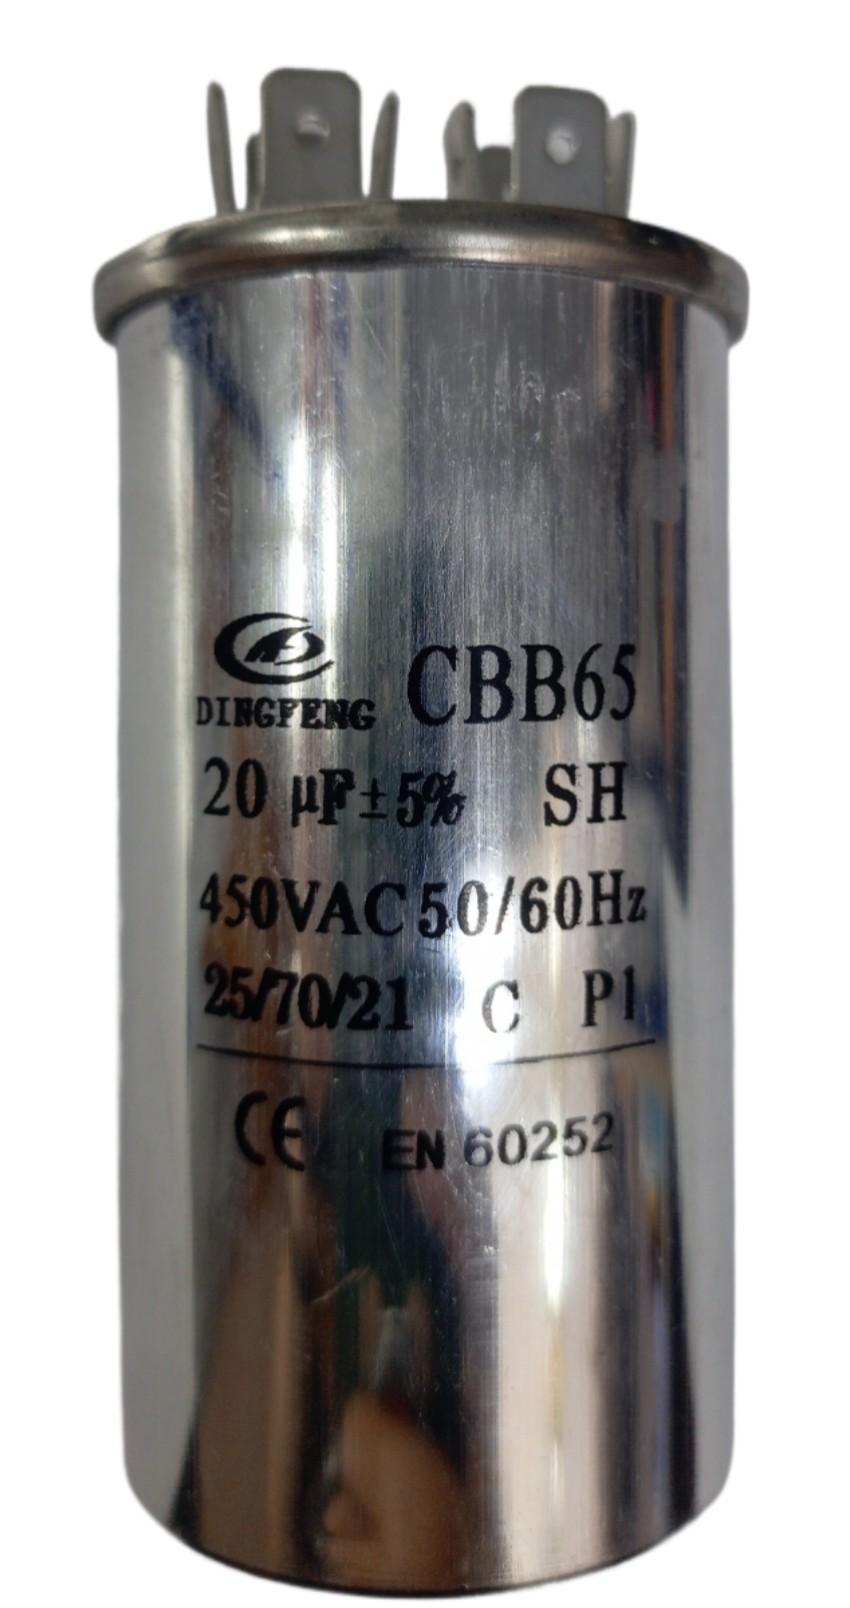 DINGFENG CBB65
20 μF±5% SH
450VAC 50/60Hz
25/70/21 C P1
CE EN 60252